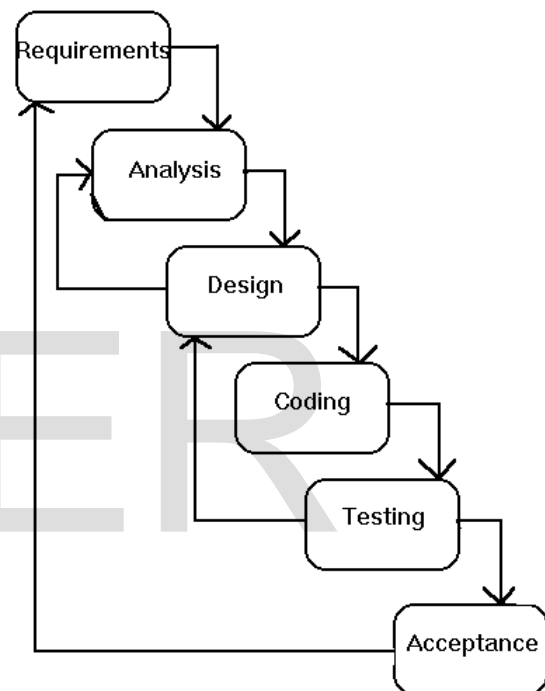 Requirements
Analysis
Design
ER
Coding
Testing
Acceptance